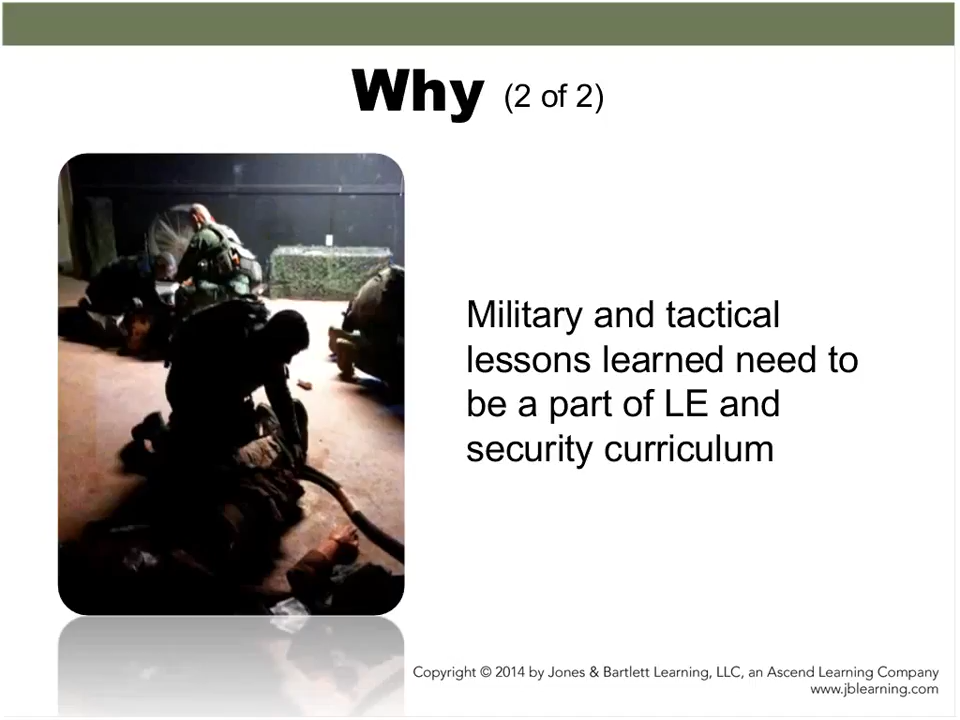 Why (2 of 2)
Military and tactical
lessons learned need to
be a part of LE and
security curriculum
Copyright © 2014 by Jones & Bartlett Learning, LLC, an Ascend Learning Company
www.jblearning.com